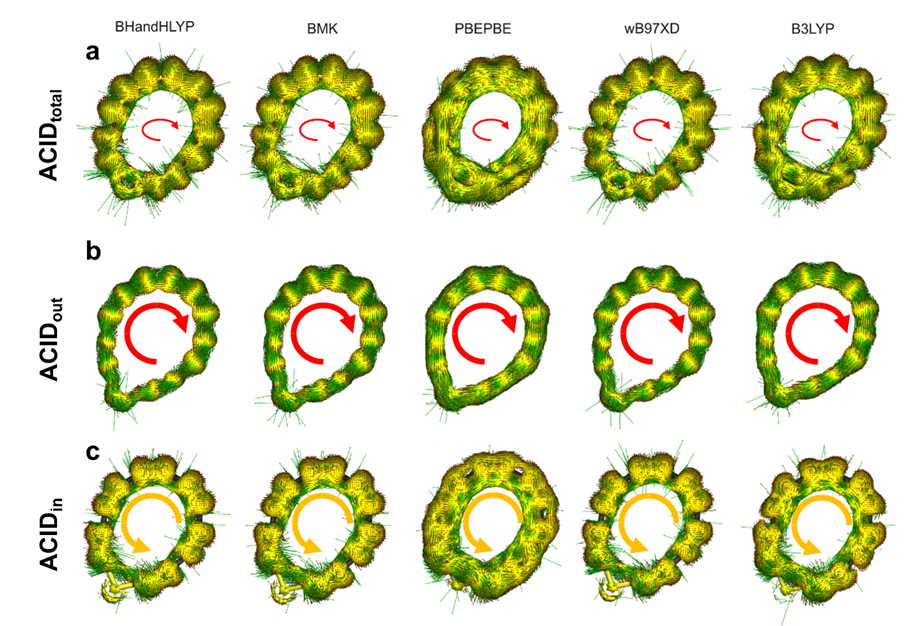 BHandHLYP BMK PBEPBE wB97XD B3LYP
a
ACIDtotal
b
ACIDout
c
ACIDin